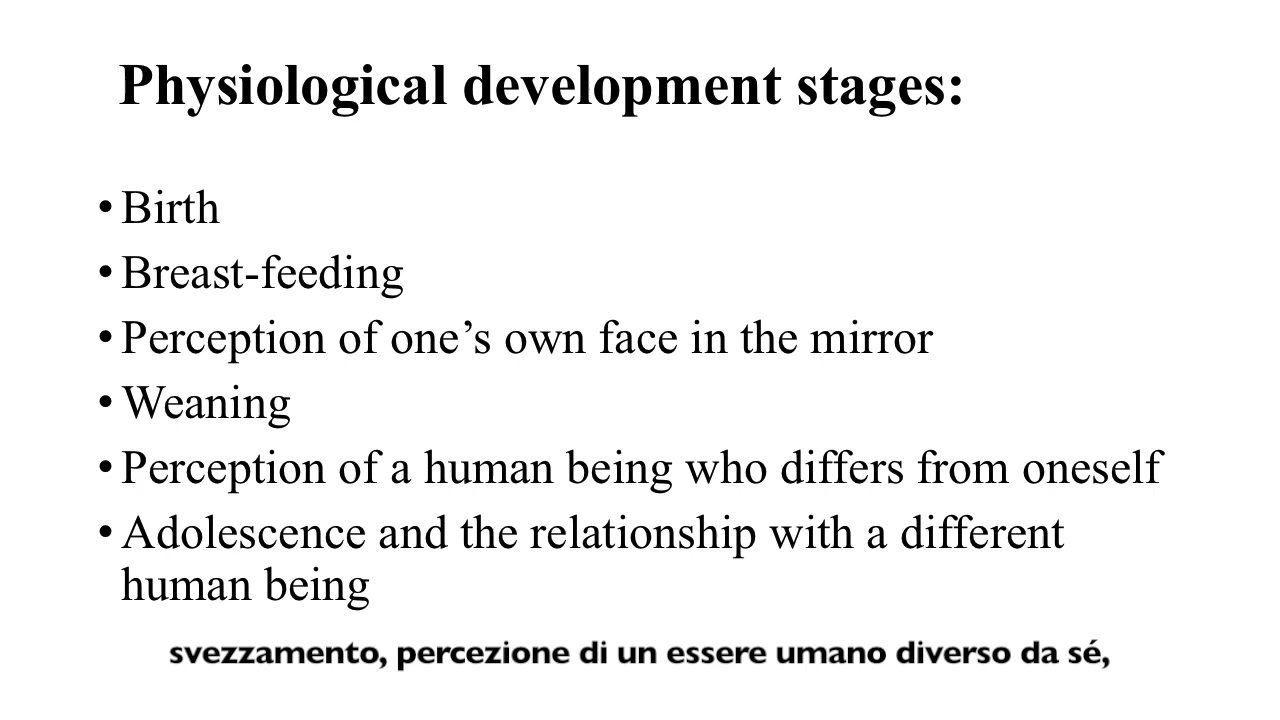 Physiological development stages:
• Birth
• Breast-feeding
• Perception of one’s own face in the mirror
• Weaning
• Perception of a human being who differs from oneself
• Adolescence and the relationship with a different
human being
svezzamento, percezione di un essere umano diverso da sé,